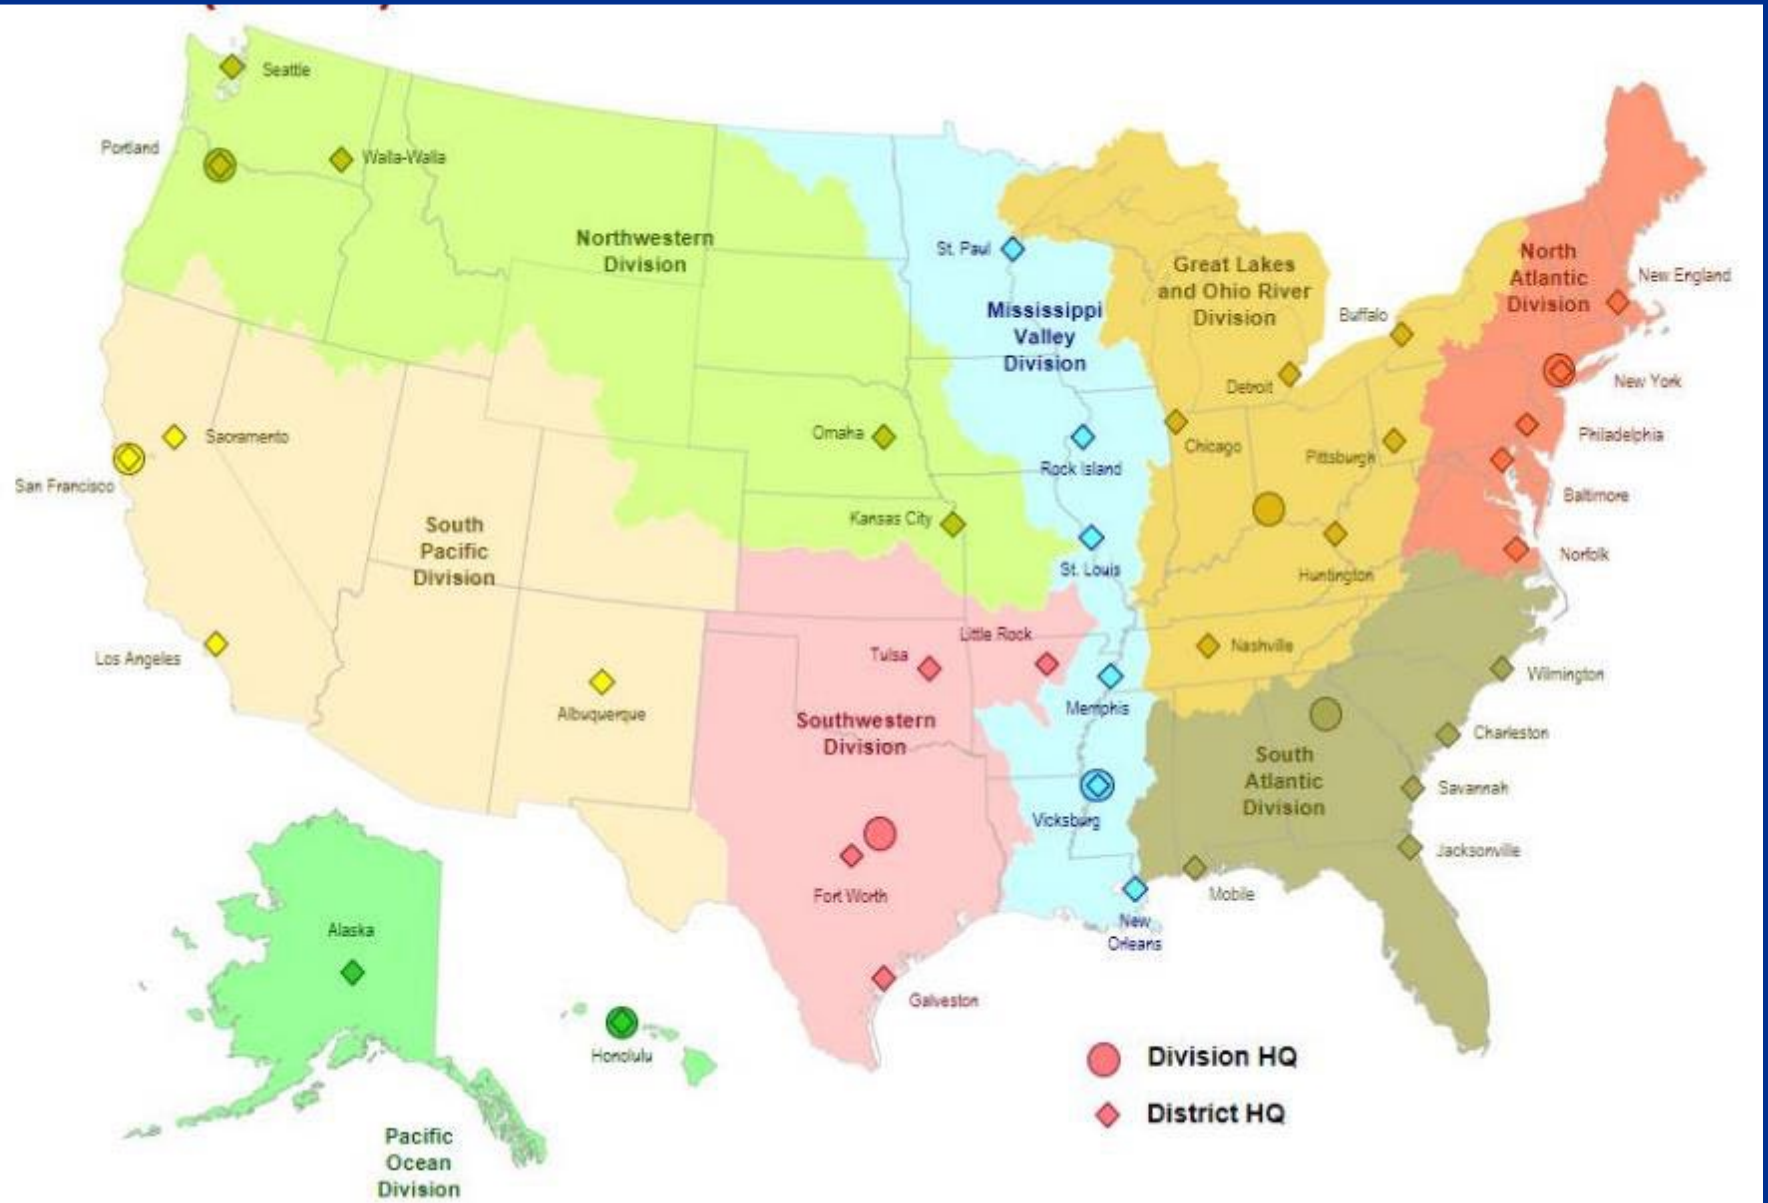 Seattle
Portland
Walla-Walla
Northwestern
Division
St. Paul
Great Lakes
and Ohio River
Division
North
Atlantic
Division
New England
Mississippi
Valley
Division
Buffalo
Detroit
New York
Omaha
Sacramento
San Francisco
Rock Island
Chicago
Pittsburgh
Philadelphia
Baltimore
Kansas City
South
Pacific
Division
St. Louis
Huntington
Norfolk
Los Angeles
Albuquerque
Tulsa
Little Rock
Nashville
Wilmington
Memphis
Southwestern
Division
Charleston
South
Atlantic
Division
Savannah
Vicksburg
Jacksonville
Fort Worth
Mobile
New
Orleans
Alaska
Galveston
Honolulu
Division HQ
District HQ
Pacific
Ocean
Division